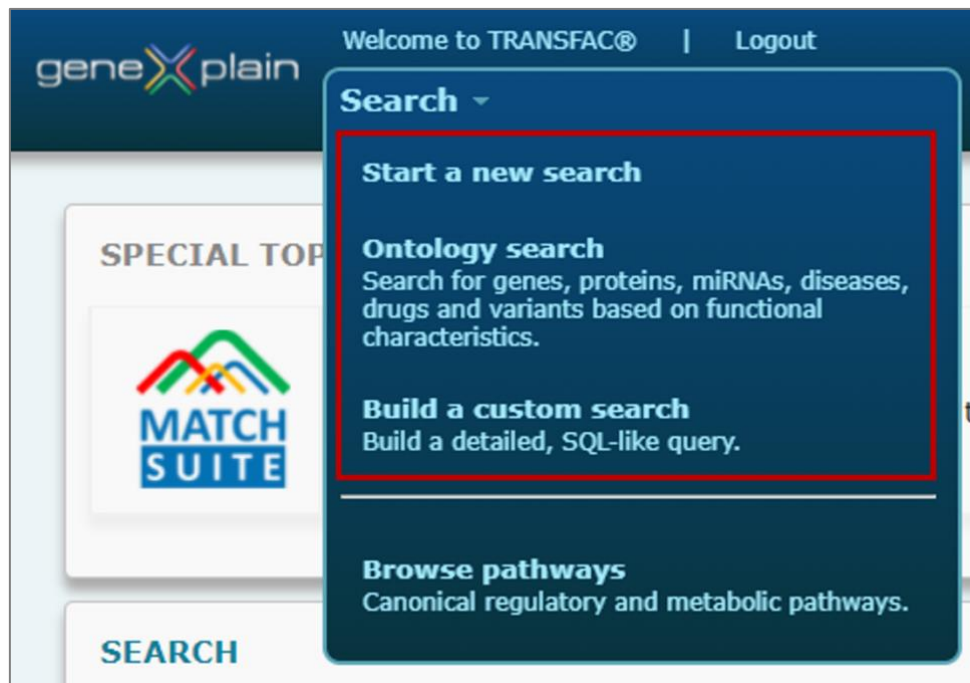 geneXplain
Welcome to TRANSFAC® | Logout
Search
Start a new search
Ontology search
Search for genes, proteins, miRNAs, diseases,
drugs and variants based on functional
characteristics.
Build a custom search
Build a detailed, SQL-like query.
Browse pathways
Canonical regulatory and metabolic pathways.
SPECIAL TOP
MATCH
SUITE
t
SEARCH